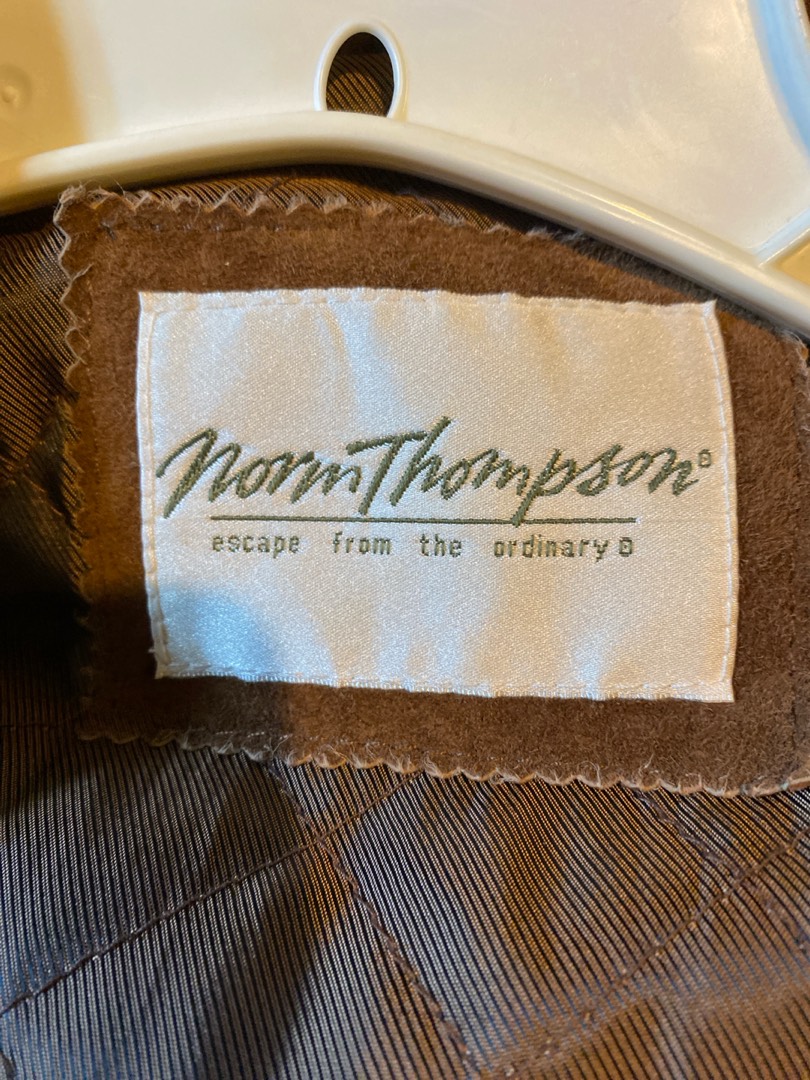 Norm Thompson®
escape from the ordinary®